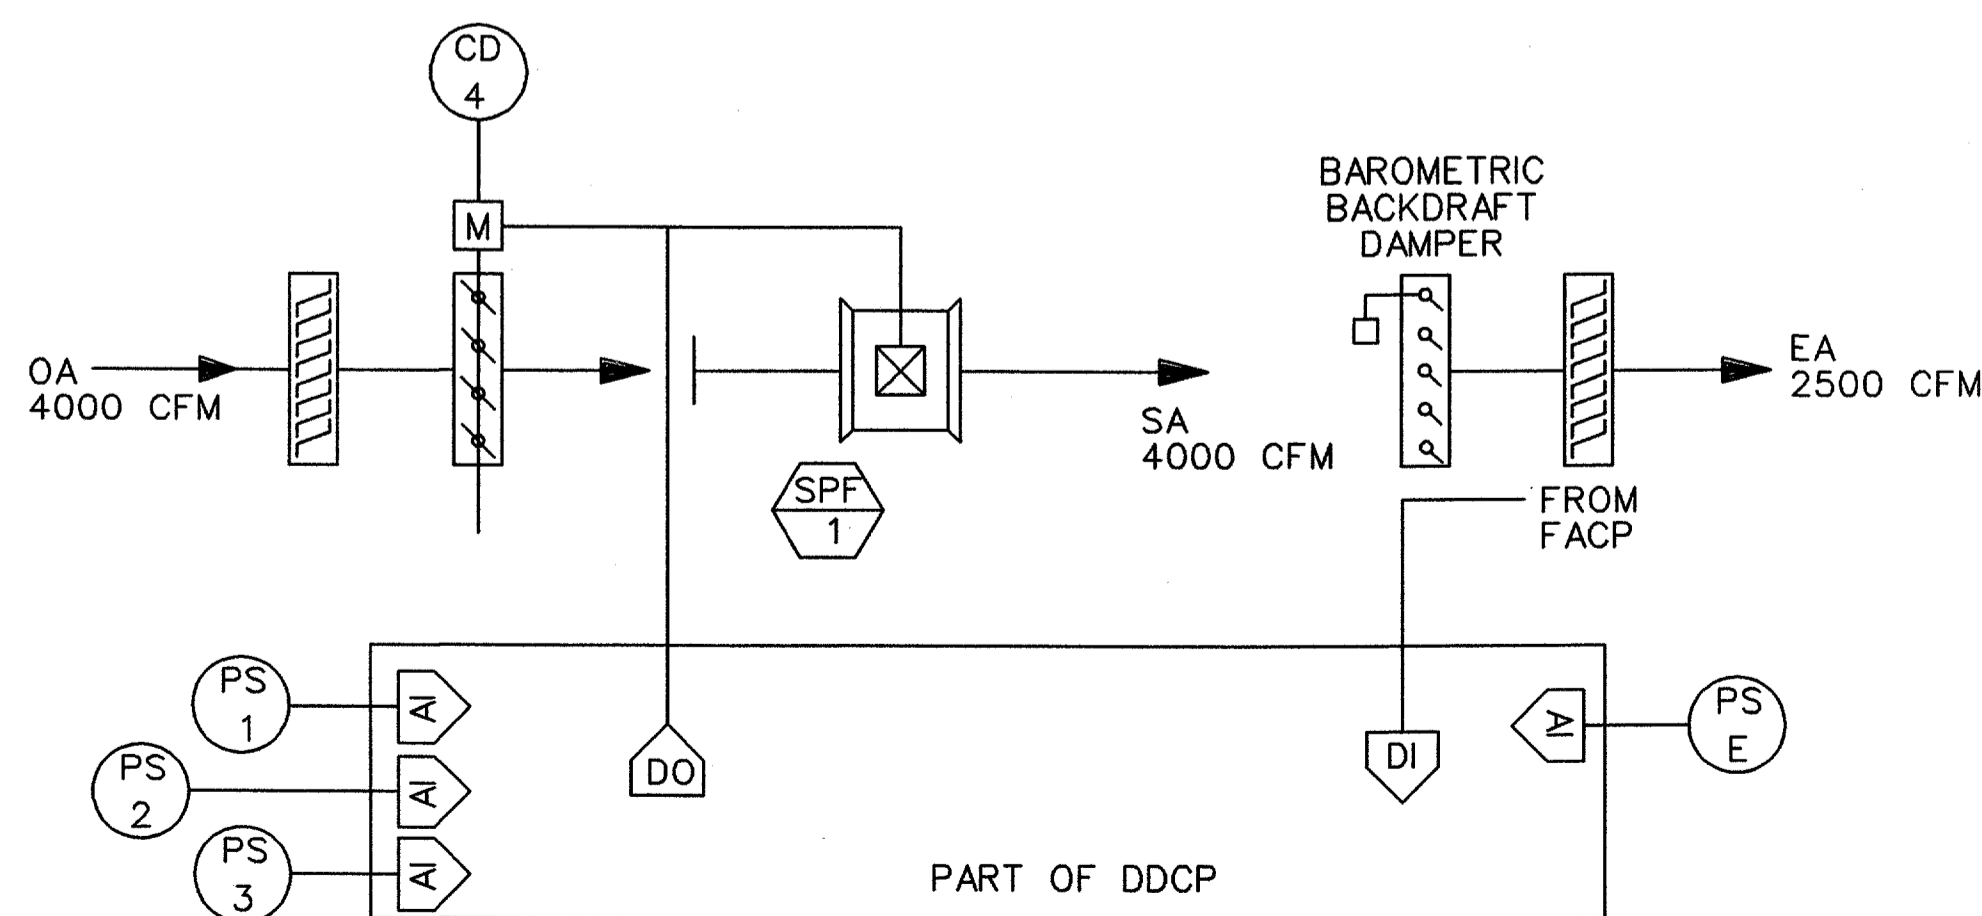 CD
4
M
BAROMETRIC
BACKDRAFT
DAMPER
OA
4000 CFM
SA
4000 CFM
EA
2500 CFM
SPF
1
FROM
FACP
PS
1
AI
PS
2
AI
PS
3
AI
DO
DI
AI
PS
E
PART OF DDCP